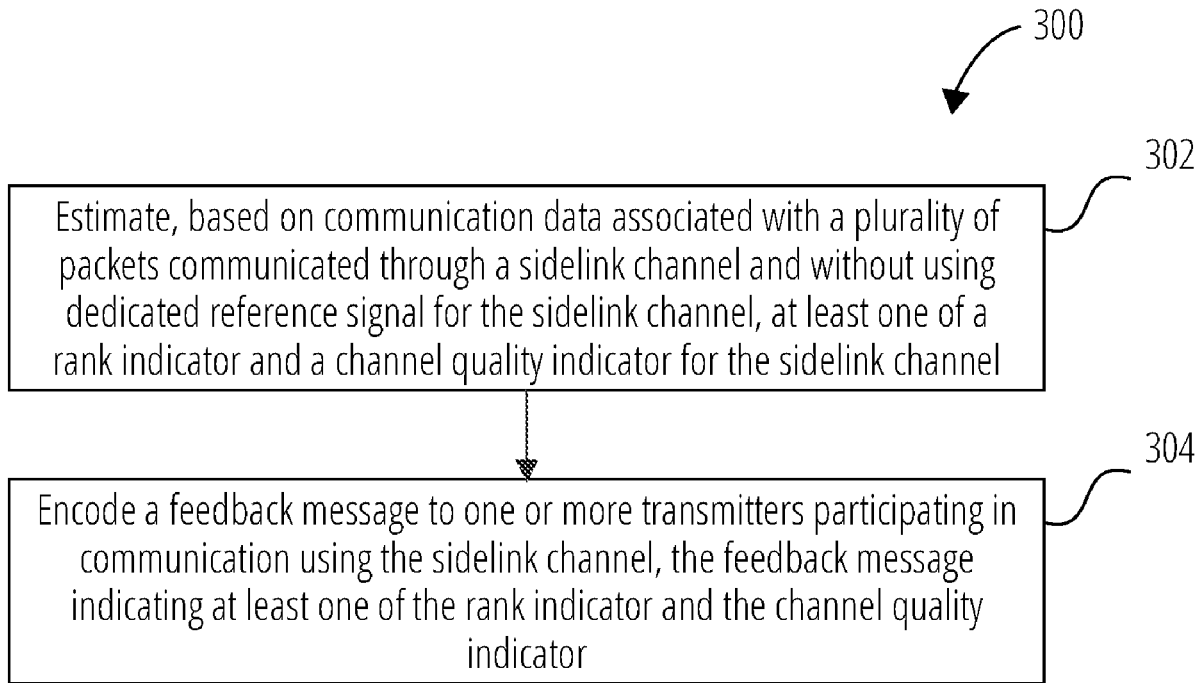 300
302
Estimate, based on communication data associated with a plurality of
packets communicated through a sidelink channel and without using
dedicated reference signal for the sidelink channel, at least one of a
rank indicator and a channel quality indicator for the sidelink channel
304
Encode a feedback message to one or more transmitters participating in
communication using the sidelink channel, the feedback message
indicating at least one of the rank indicator and the channel quality
indicator